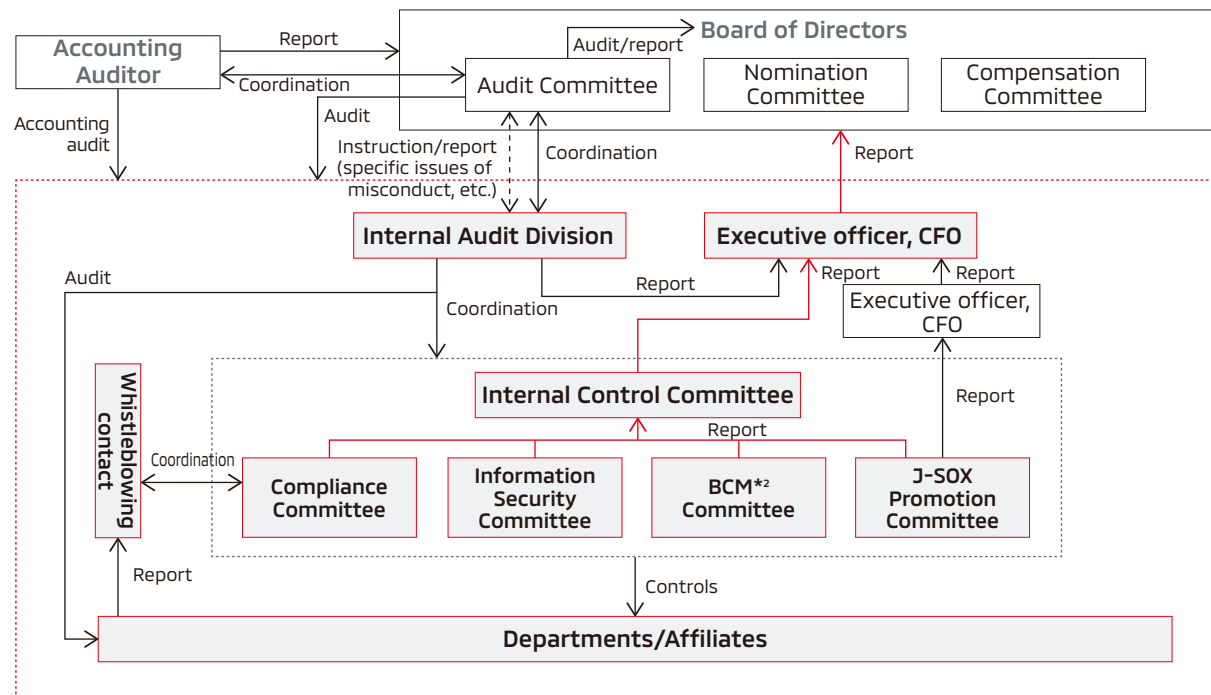 Accounting
Auditor
Report
Coordination
Audit/report
Board of Directors
Audit Committee
Nomination
Committee
Compensation
Committee
Accounting
audit
Audit
Instruction/report
(specific issues of
misconduct, etc.)
Coordination
Report
Internal Audit Division
Executive officer, CFO
Audit
Coordination
Report
Report
Report
Executive officer,
CFO
Whistleblowing
contact
Internal Control Committee
Report
Report
Coordination
Compliance
Committee
Information
Security
Committee
BCM*2
Committee
J-SOX
Promotion
Committee
Report
Controls
Departments/Affiliates